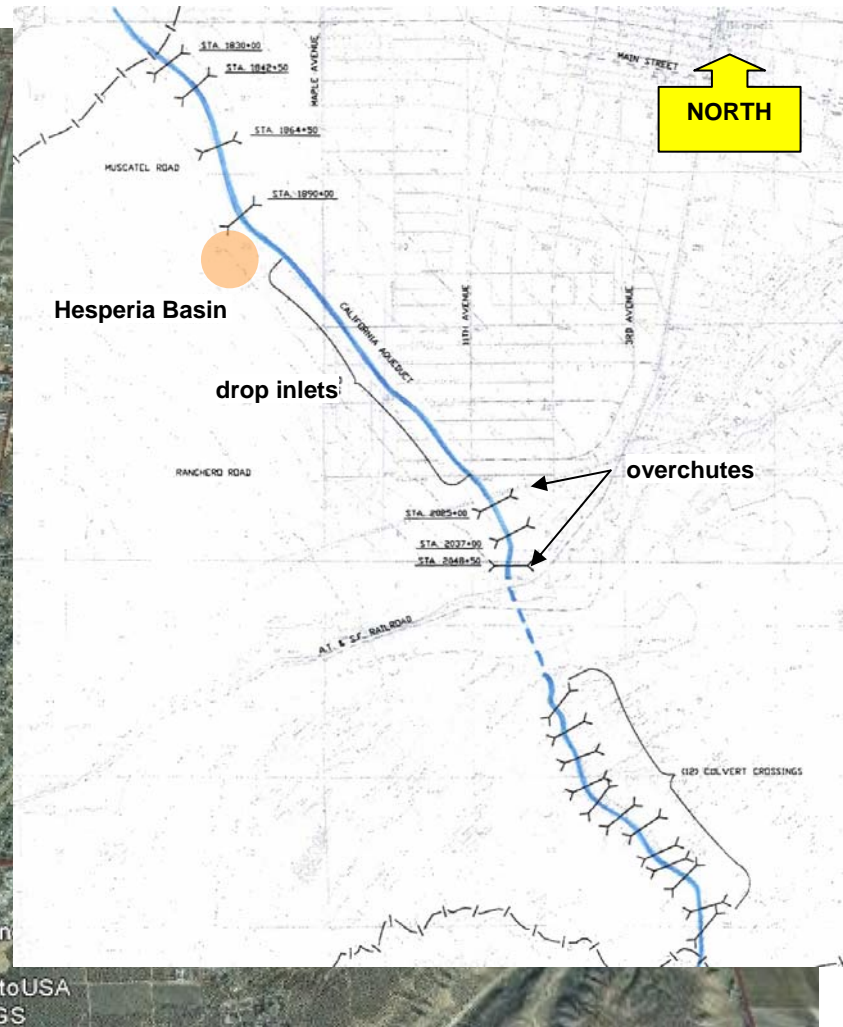 STA. 1830+00
STA. 1842+50
MAPLE AVENUE
MAIN STREET
NORTH
STA. 1864+50
MUSCATEL ROAD
STA. 1890+00
Hesperia Basin
CALIFORNIA AQUEDUCT
11TH AVENUE
3RD AVENUE
drop inlets
RANCHERO ROAD
overchutes
STA. 2025+00
STA. 2037+00
STA. 2048+50
A.T. & S.F. RAILROAD
(12) CULVERT CROSSINGS
toUSA
GS